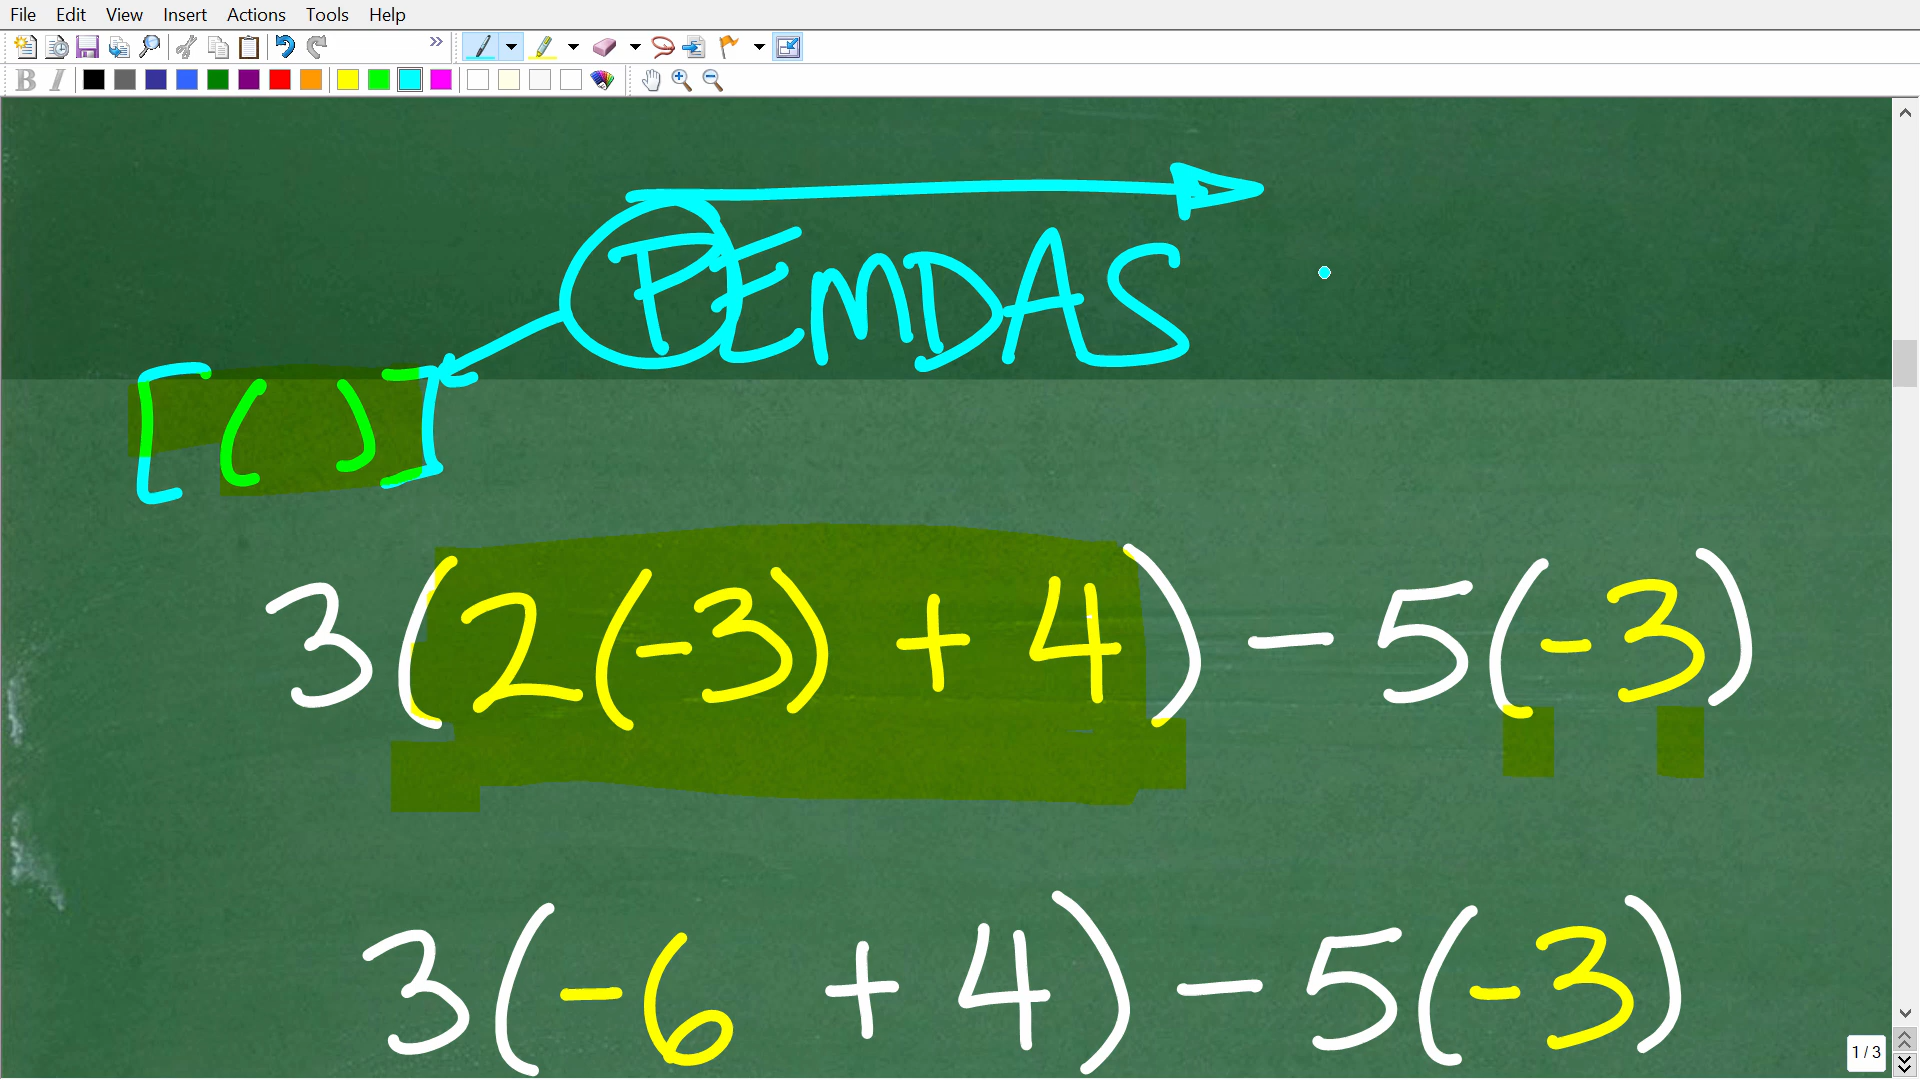 File Edit View Insert Actions Tools Help
B I
PEMDAS
[ ( ) ]
3(2(-3) + 4) - 5(-3)
3(-6 + 4) - 5(-3)
1 / 3